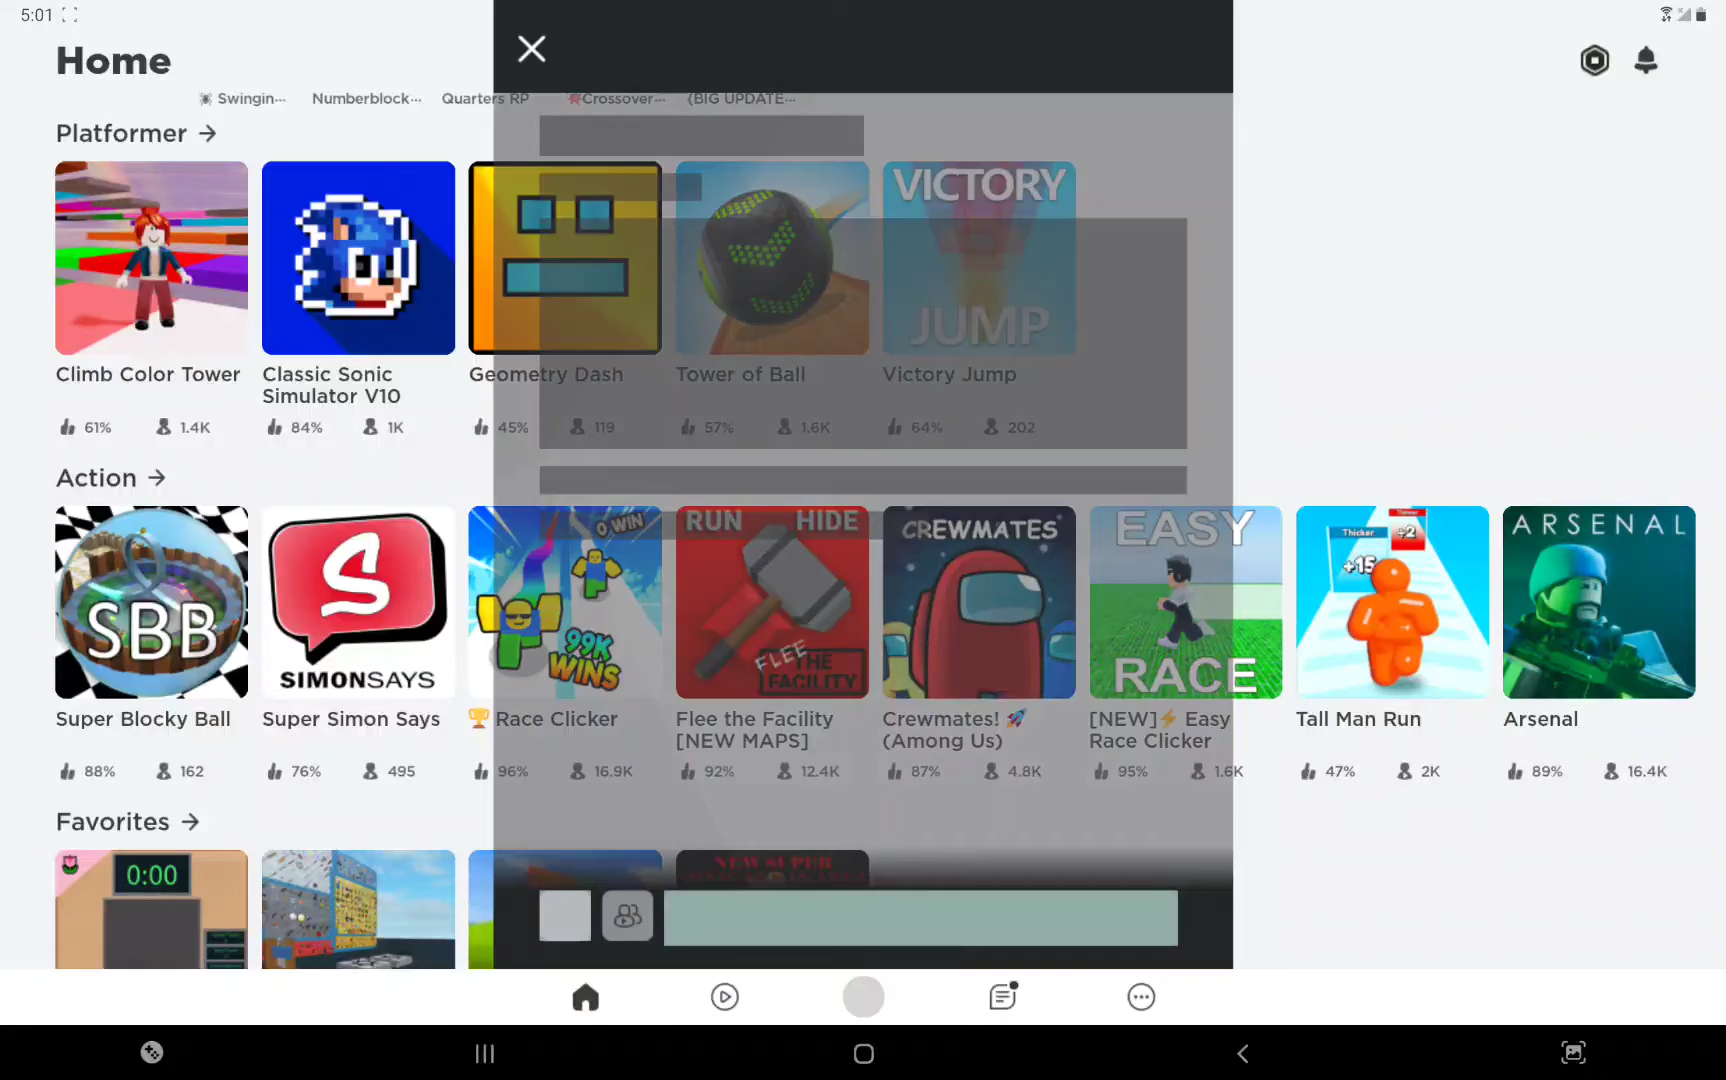 5:01
Home
Swingin...
Numberblock...
Quarters RP
Crossover...
{BIG UPDATE...
Platformer →
VICTORY
JUMP
Climb Color Tower
Classic Sonic
Simulator V10
Geometry Dash
Tower of Ball
Victory Jump
61%
1.4K
84%
1K
45%
119
57%
1.6K
64%
202
Action →
SBB
S
SIMONSAYS
0 WIN
99K
WINS
RUN HIDE
FLEE
THE
FACILITY
CREWMATES
EASY
RACE
Thicker
+15
+2
ARSENAL
Super Blocky Ball
Super Simon Says
🏆 Race Clicker
Flee the Facility
[NEW MAPS]
Crewmates! 🚀
(Among Us)
[NEW]⚡ Easy
Race Clicker
Tall Man Run
Arsenal
88%
162
76%
495
96%
16.9K
92%
12.4K
87%
4.8K
95%
1.6K
47%
2K
89%
16.4K
Favorites →
0:00
NEW SUPER